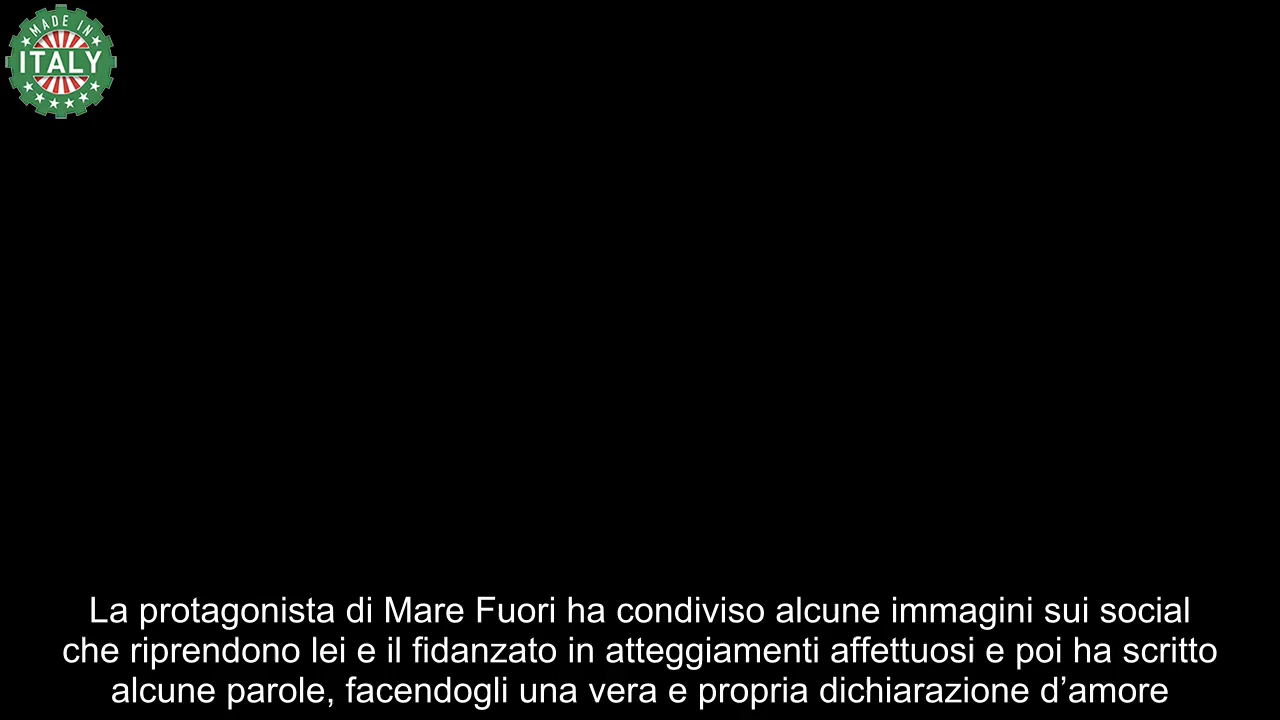 MADE IN
ITALY
La protagonista di Mare Fuori ha condiviso alcune immagini sui social
che riprendono lei e il fidanzato in atteggiamenti affettuosi e poi ha scritto
alcune parole, facendogli una vera e propria dichiarazione d’amore